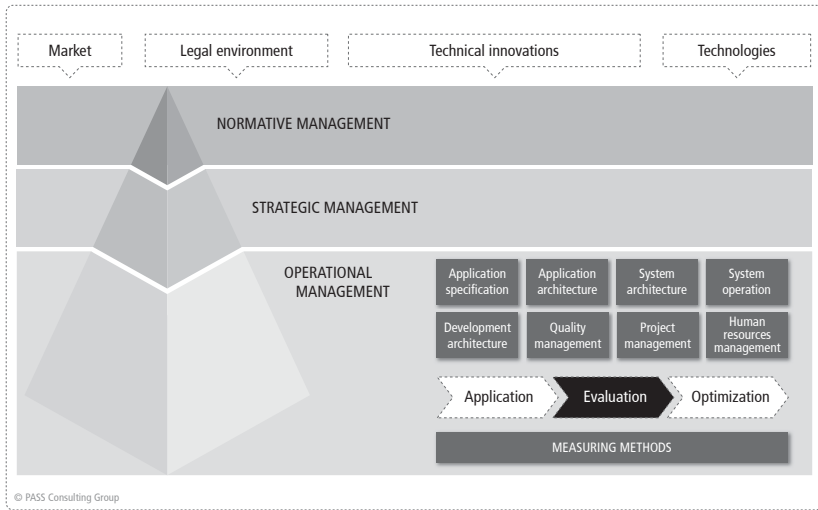 Market
Legal environment
Technical innovations
Technologies
NORMATIVE MANAGEMENT
STRATEGIC MANAGEMENT
OPERATIONAL
MANAGEMENT
Application
specification
Application
architecture
System
architecture
System
operation
Development
architecture
Quality
management
Project
management
Human
resources
management
Application
Evaluation
Optimization
MEASURING METHODS
© PASS Consulting Group